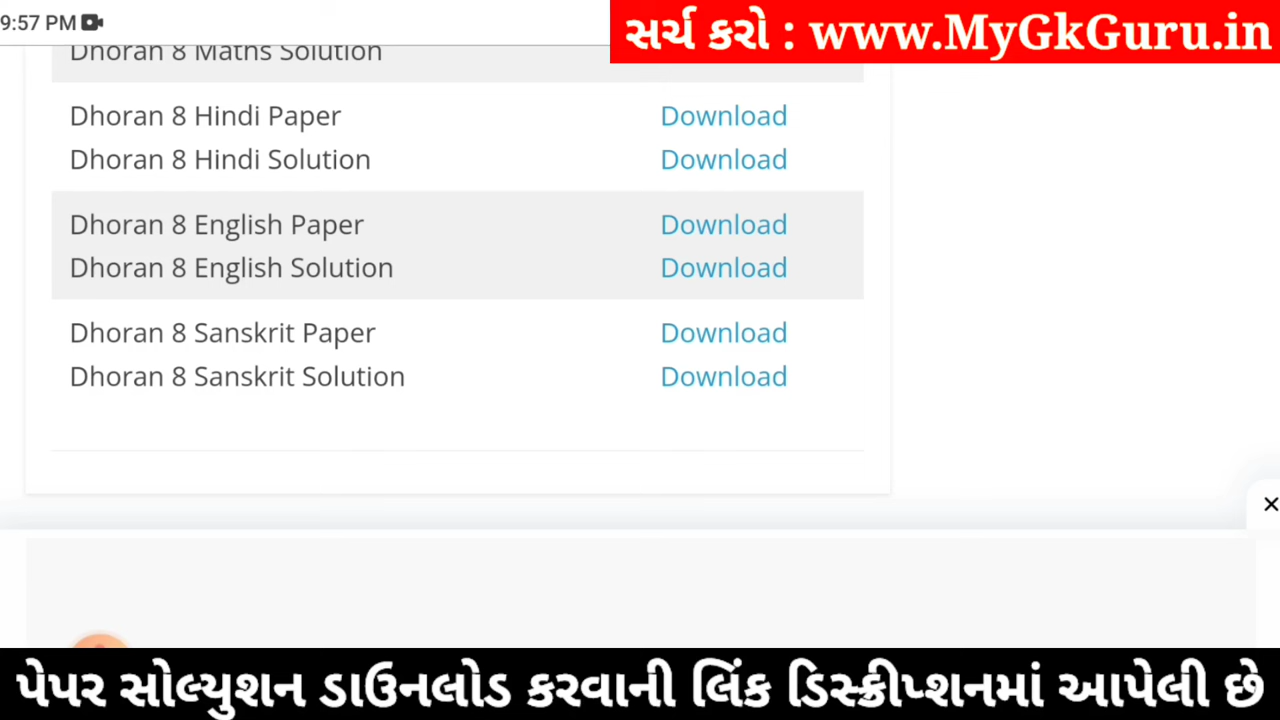 9:57 PM
સર્ચ કરો : www.MyGkGuru.in
Dhoran 8 Maths Solution
Dhoran 8 Hindi Paper Download
Dhoran 8 Hindi Solution Download
Dhoran 8 English Paper Download
Dhoran 8 English Solution Download
Dhoran 8 Sanskrit Paper Download
Dhoran 8 Sanskrit Solution Download
પેપર સોલ્યુશન ડાઉનલોડ કરવાની લિંક ડિસ્ક્રીપ્શનમાં આપેલી છે